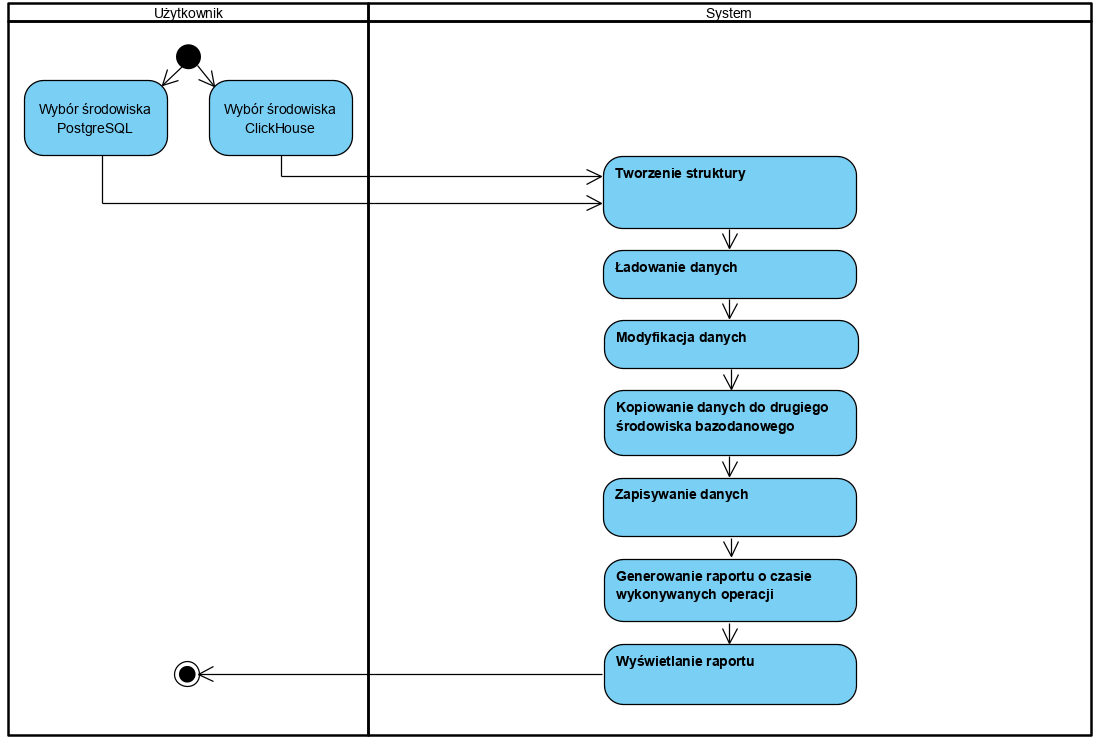 Użytkownik
System
Wybór środowiska
PostgreSQL
Wybór środowiska
ClickHouse
Tworzenie struktury
Ładowanie danych
Modyfikacja danych
Kopiowanie danych do drugiego
środowiska bazodanowego
Zapisywanie danych
Generowanie raportu o czasie
wykonywanych operacji
Wyświetlanie raportu